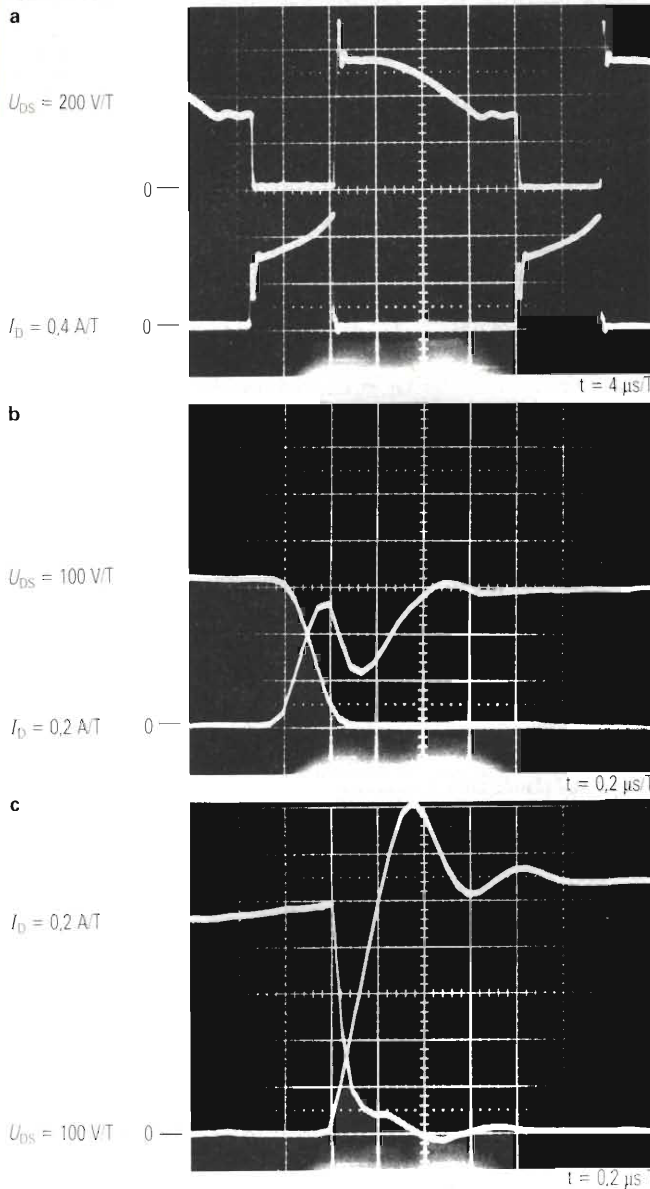 a
U_DS = 200 V/T
0
I_D = 0,4 A/T
0
t = 4 µs/T
b
U_DS = 100 V/T
I_D = 0,2 A/T
0
t = 0,2 µs/T
c
I_D = 0,2 A/T
U_DS = 100 V/T
0
t = 0,2 µs T